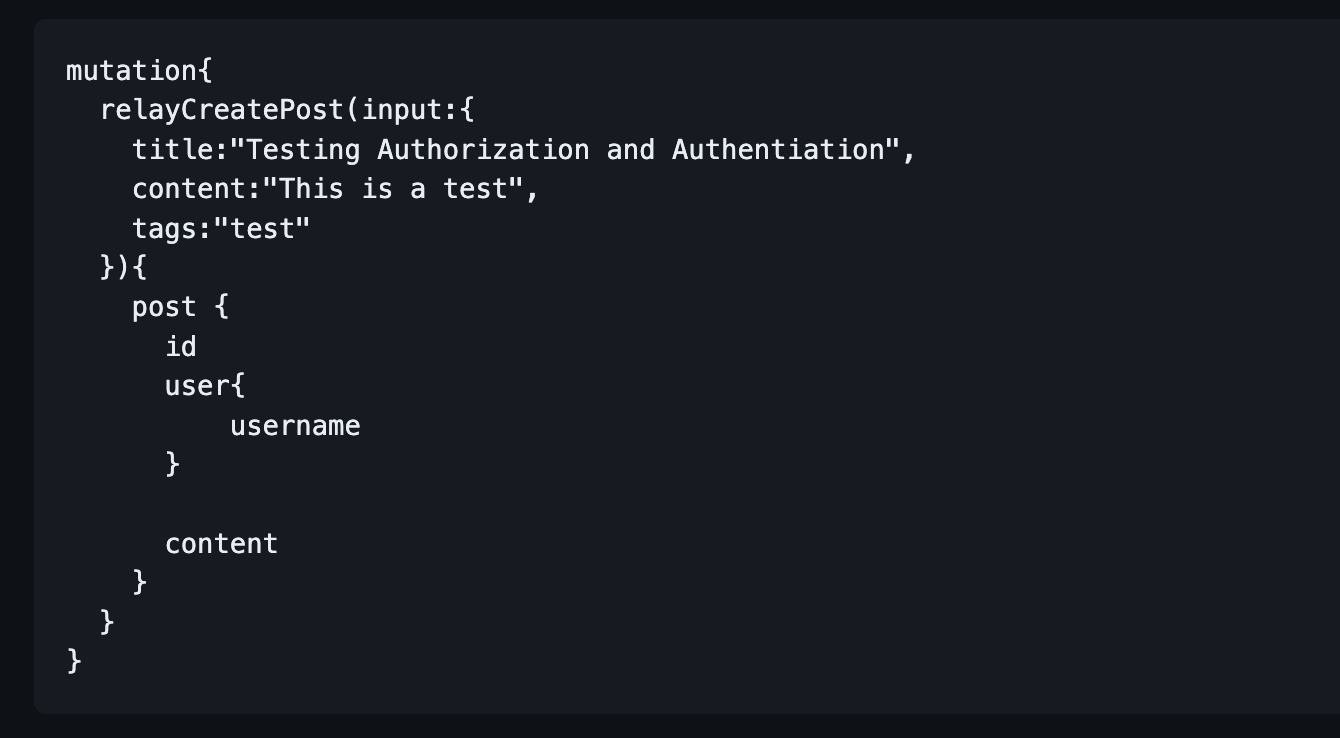 mutation{
  relayCreatePost(input:{
    title:"Testing Authorization and Authentiation",
    content:"This is a test",
    tags:"test"
  }){
    post {
      id
      user{
          username
      }

      content
    }
  }
}